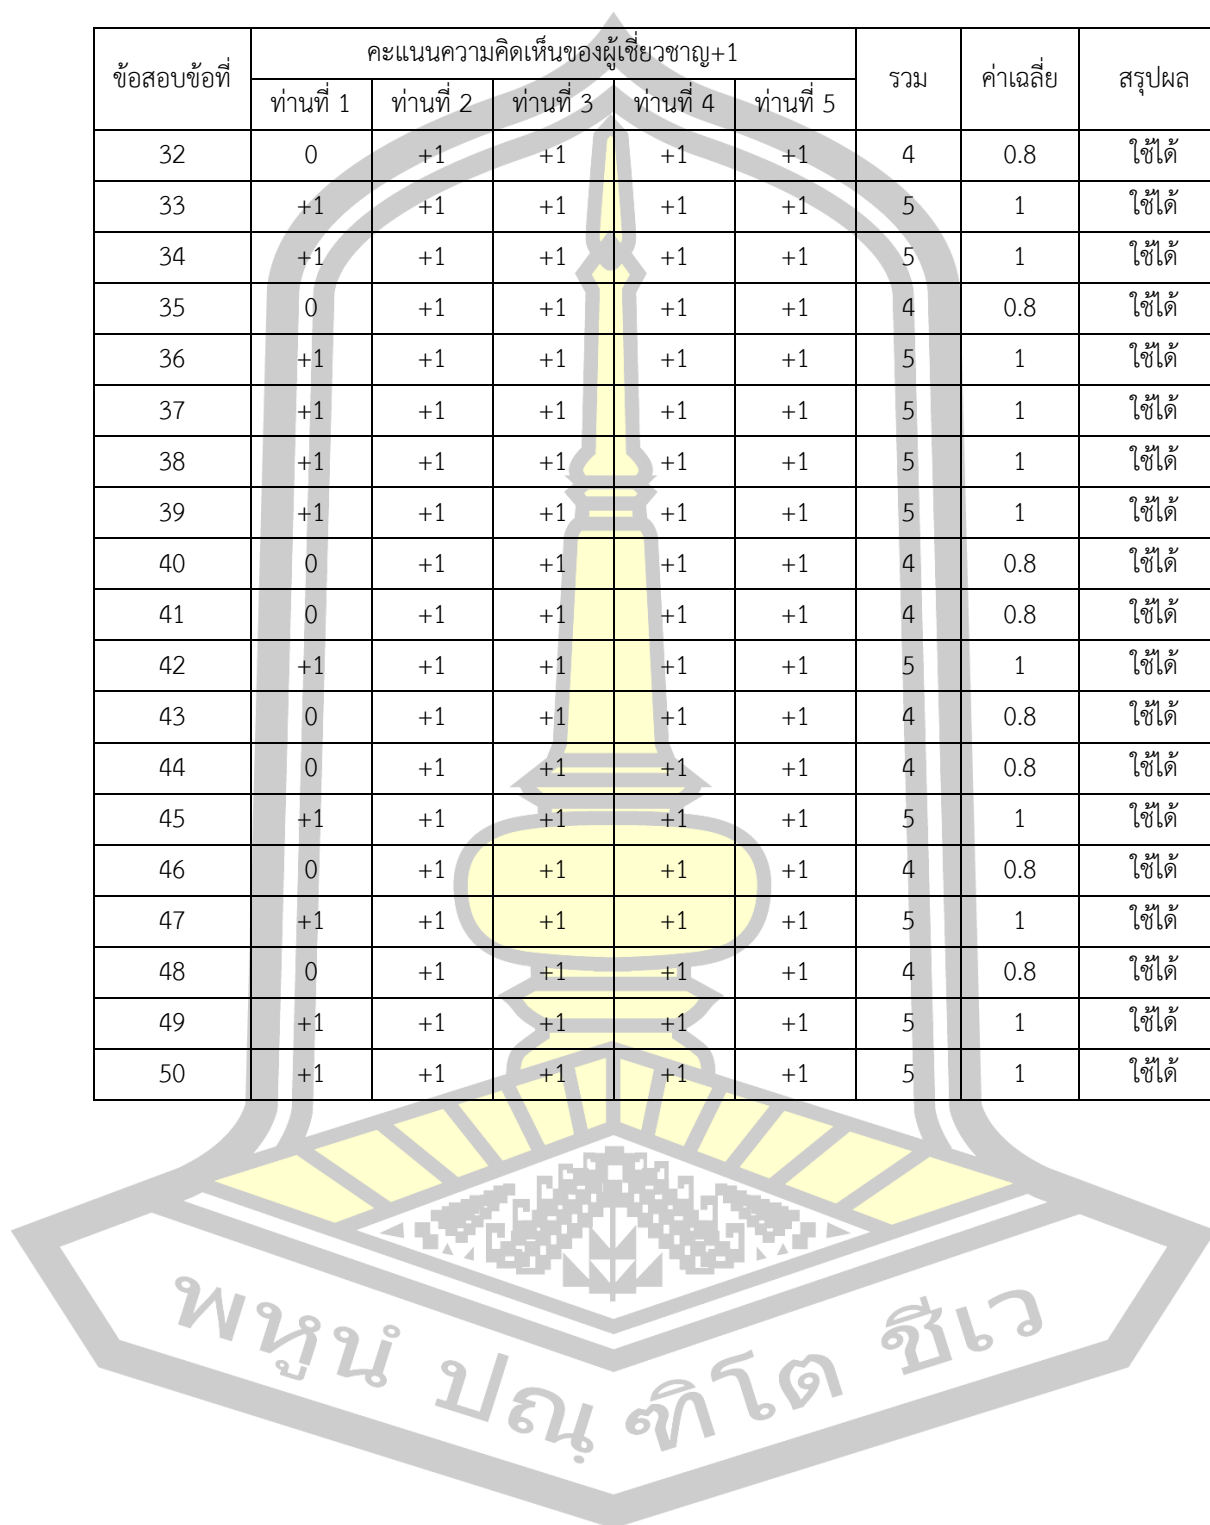 ข้อสอบข้อที่ คะแนนความคิดเห็นของผู้เชี่ยวชาญ+1 รวม ค่าเฉลี่ย สรุปผล
ท่านที่ 1 ท่านที่ 2 ท่านที่ 3 ท่านที่ 4 ท่านที่ 5
32 0 +1 +1 +1 +1 4 0.8 ใช้ได้
33 +1 +1 +1 +1 +1 5 1 ใช้ได้
34 +1 +1 +1 +1 +1 5 1 ใช้ได้
35 0 +1 +1 +1 +1 4 0.8 ใช้ได้
36 +1 +1 +1 +1 +1 5 1 ใช้ได้
37 +1 +1 +1 +1 +1 5 1 ใช้ได้
38 +1 +1 +1 +1 +1 5 1 ใช้ได้
39 +1 +1 +1 +1 +1 5 1 ใช้ได้
40 0 +1 +1 +1 +1 4 0.8 ใช้ได้
41 0 +1 +1 +1 +1 4 0.8 ใช้ได้
42 +1 +1 +1 +1 +1 5 1 ใช้ได้
43 0 +1 +1 +1 +1 4 0.8 ใช้ได้
44 0 +1 +1 +1 +1 4 0.8 ใช้ได้
45 +1 +1 +1 +1 +1 5 1 ใช้ได้
46 0 +1 +1 +1 +1 4 0.8 ใช้ได้
47 +1 +1 +1 +1 +1 5 1 ใช้ได้
48 0 +1 +1 +1 +1 4 0.8 ใช้ได้
49 +1 +1 +1 +1 +1 5 1 ใช้ได้
50 +1 +1 +1 +1 +1 5 1 ใช้ได้
พหูนํ ปณฺ ฑิโต ชีเว